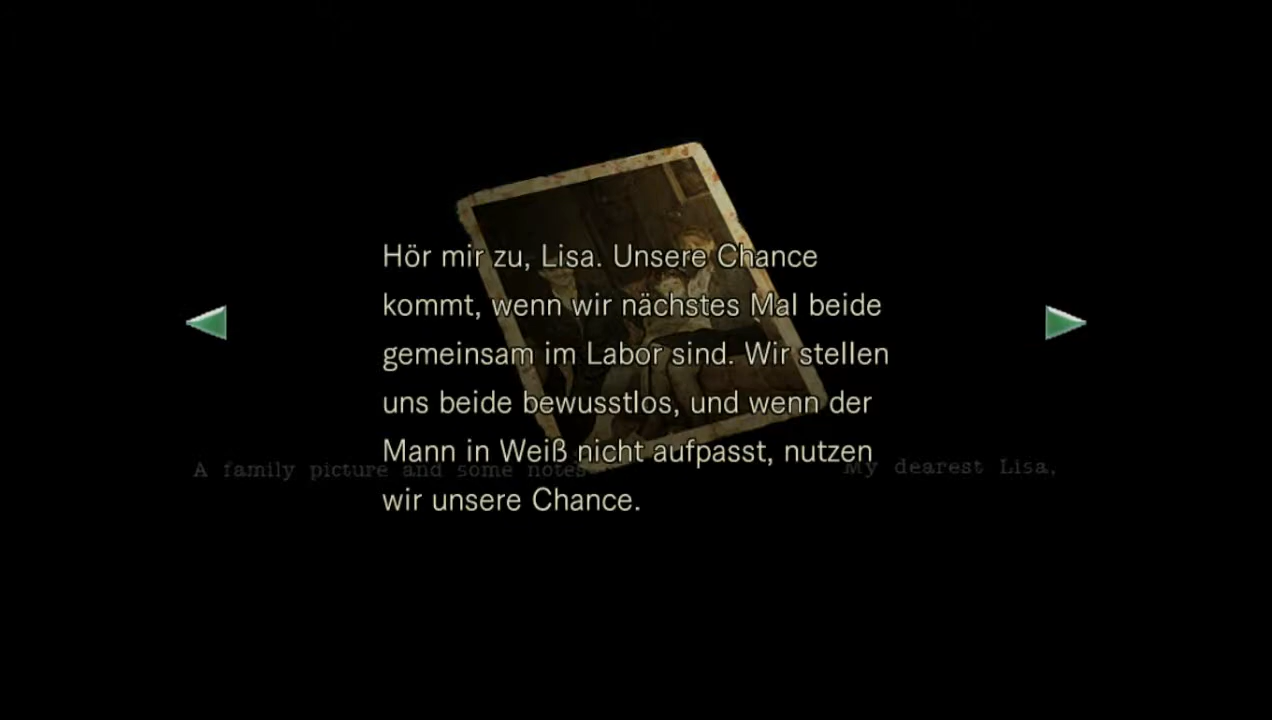 Hör mir zu, Lisa. Unsere Chance
kommt, wenn wir nächstes Mal beide
gemeinsam im Labor sind. Wir stellen
uns beide bewusstlos, und wenn der
Mann in Weiß nicht aufpasst, nutzen
wir unsere Chance.
A family picture and some notes
My dearest Lisa,